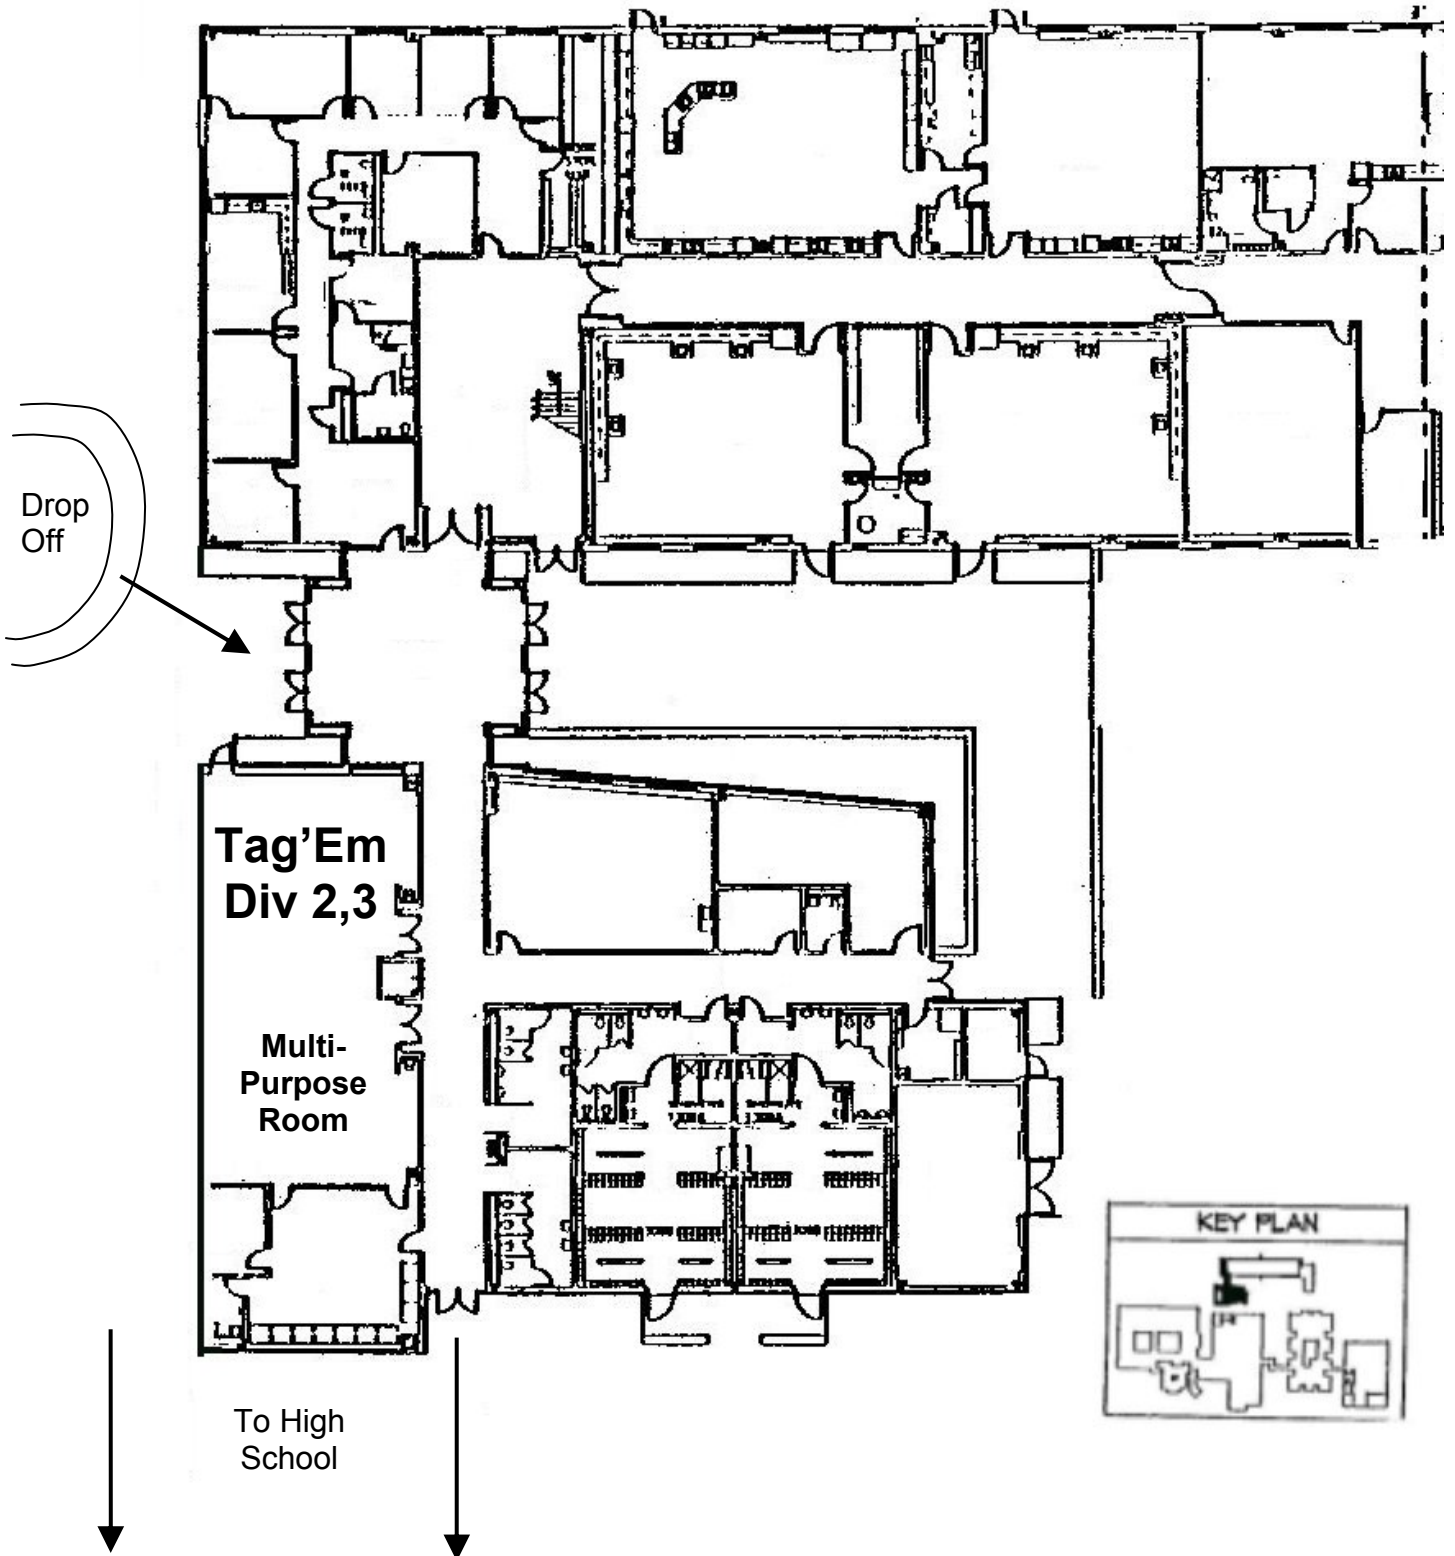 Drop
Off
Tag’Em
Div 2,3
Multi-
Purpose
Room
KEY PLAN
To High
School